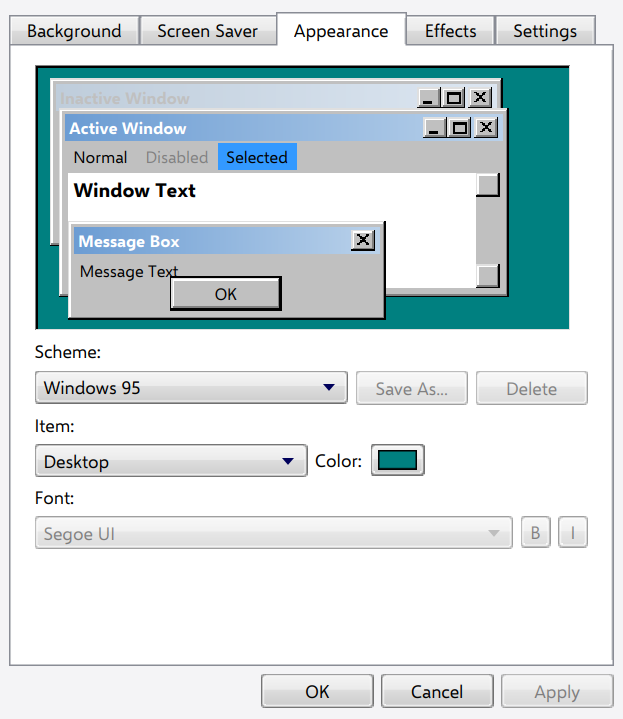 Background Screen Saver Appearance Effects Settings
Inactive Window
Active Window
Normal Disabled Selected
Window Text
Message Box
Message Text
OK
Scheme:
Windows 95 Save As... Delete
Item:
Desktop Color:
Font:
Segoe UI B I
OK Cancel Apply